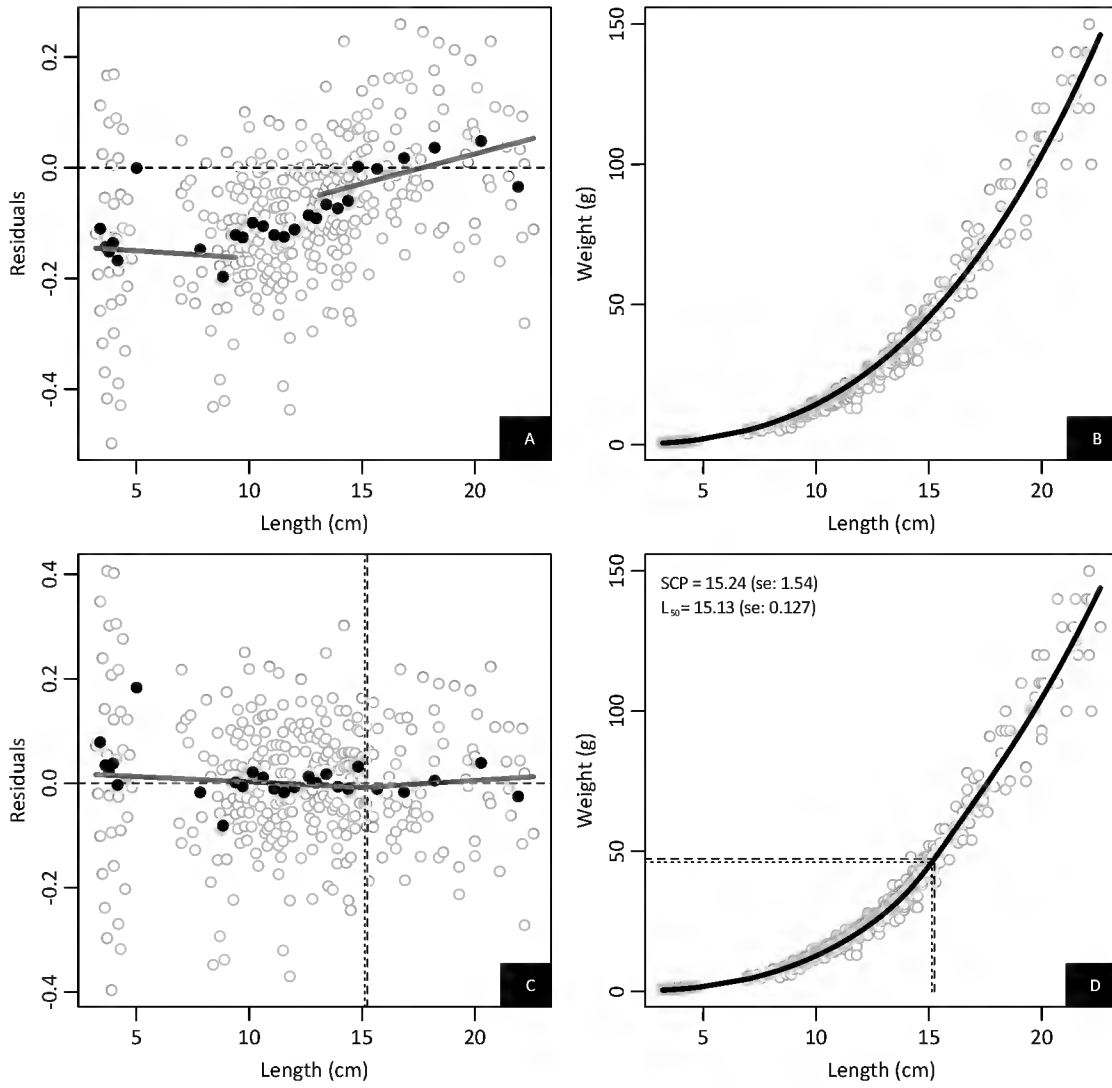 0.2
0.0
-0.2
-0.4
Residuals
5 10 15 20
Length (cm)
A
150
100
50
0
Weight (g)
5 10 15 20
Length (cm)
B
0.4
0.2
0.0
-0.2
-0.4
Residuals
5 10 15 20
Length (cm)
C
150
100
50
0
Weight (g)
SCP = 15.24 (se: 1.54)
L50 = 15.13 (se: 0.127)
5 10 15 20
Length (cm)
D